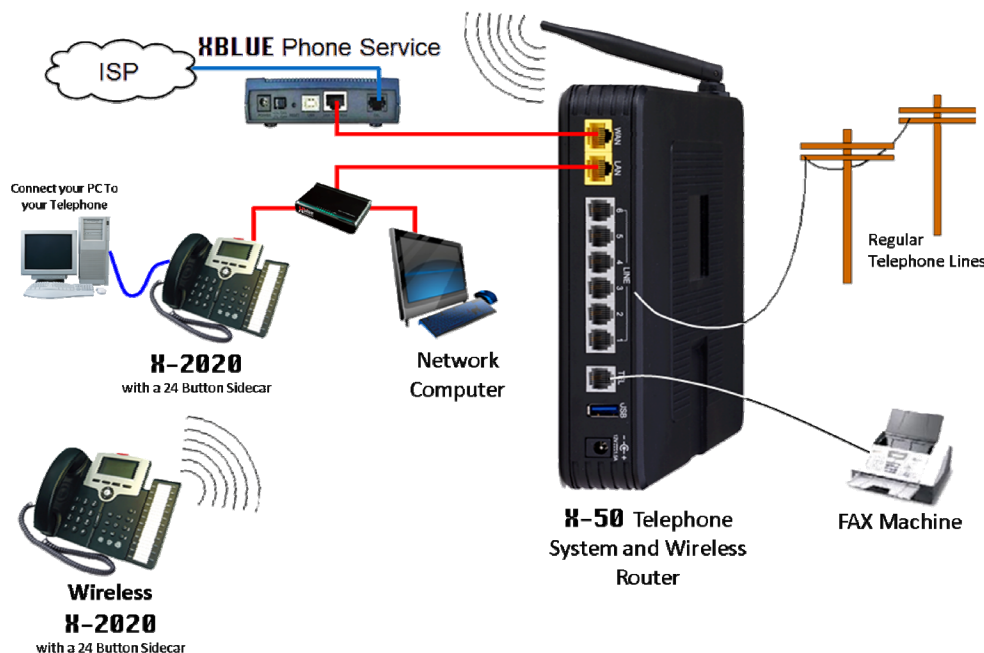 XBLUE Phone Service
ISP
WAN
LAN
6
5
4
LINE
3
2
1
TEL
USB
Connect your PC To
your Telephone
X-2020
with a 24 Button Sidecar
Network
Computer
Regular
Telephone Lines
X-50 Telephone
System and Wireless
Router
FAX Machine
Wireless
X-2020
with a 24 Button Sidecar